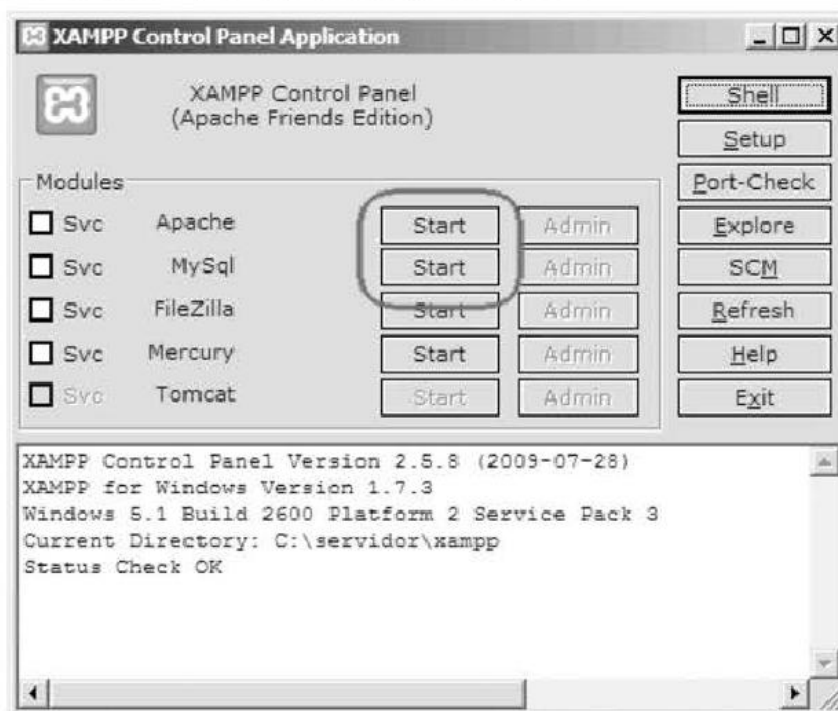 XAMPP Control Panel Application
XAMPP Control Panel
(Apache Friends Edition)
Shell
Setup
Port-Check
Explore
SCM
Refresh
Help
Exit
Modules
Svc Apache Start Admin
Svc MySql Start Admin
Svc FileZilla Start Admin
Svc Mercury Start Admin
Svc Tomcat Start Admin
XAMPP Control Panel Version 2.5.8 (2009-07-28)
XAMPP for Windows Version 1.7.3
Windows 5.1 Build 2600 Platform 2 Service Pack 3
Current Directory: C:\servidor\xampp
Status Check OK